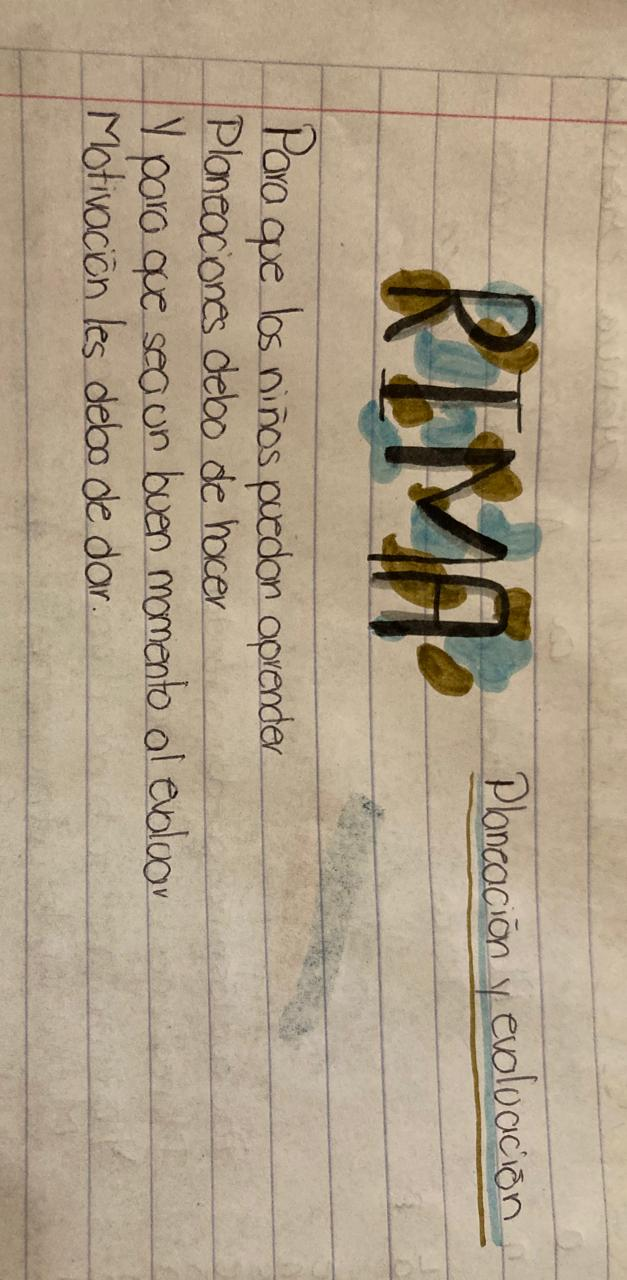 RIMA
Planeación y evaluación
Para que los niños puedan aprender
Planeaciones debo de hacer
Y para que sea un buen momento al evaluar
Motivación les debo de dar.